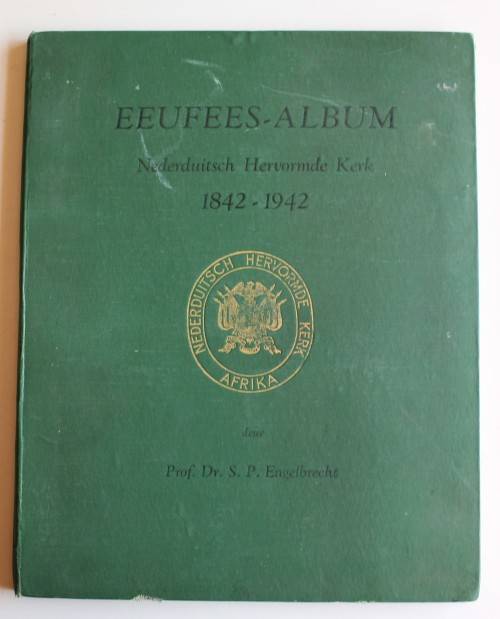 EEUFEES-ALBUM
Nederduitsch Hervormde Kerk
1842-1942
NEDERDUITSCH HERVORMDE KERK
AFRIKA
deur
Prof. Dr. S. P. Engelbrecht